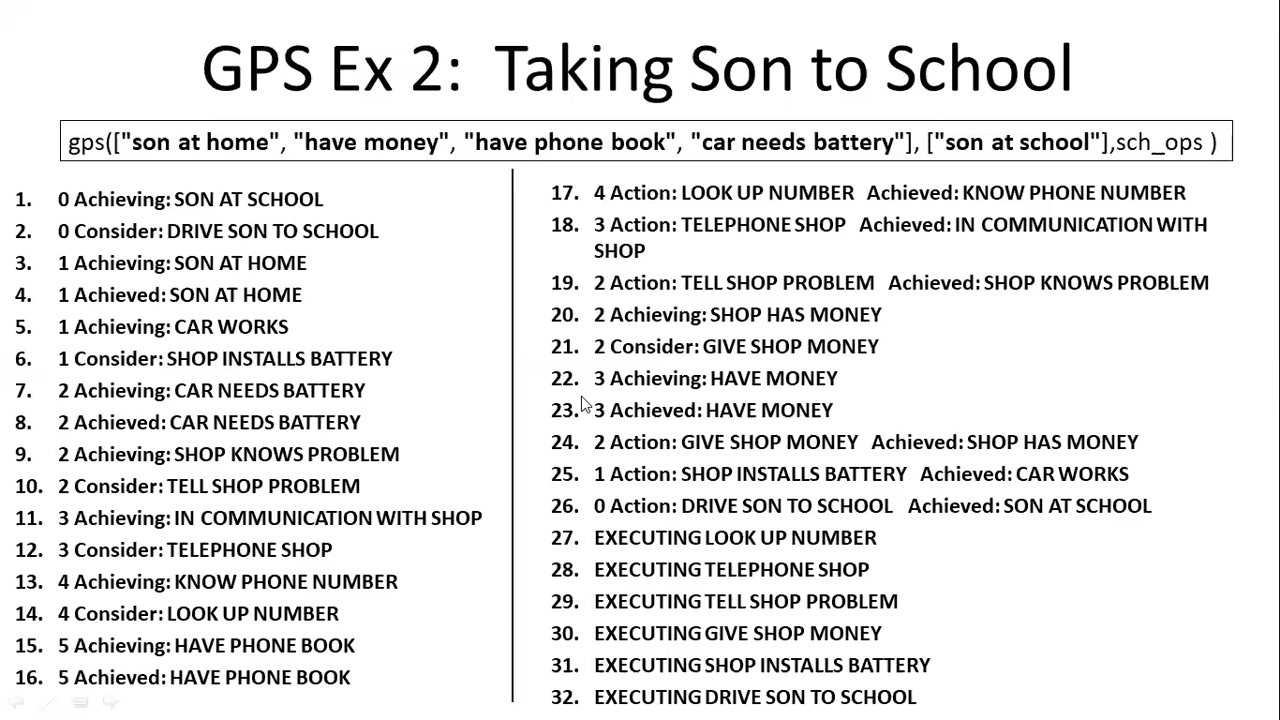 GPS Ex 2: Taking Son to School
gps(["son at home", "have money", "have phone book", "car needs battery"], ["son at school"],sch_ops )
1. 0 Achieving: SON AT SCHOOL
2. 0 Consider: DRIVE SON TO SCHOOL
3. 1 Achieving: SON AT HOME
4. 1 Achieved: SON AT HOME
5. 1 Achieving: CAR WORKS
6. 1 Consider: SHOP INSTALLS BATTERY
7. 2 Achieving: CAR NEEDS BATTERY
8. 2 Achieved: CAR NEEDS BATTERY
9. 2 Achieving: SHOP KNOWS PROBLEM
10. 2 Consider: TELL SHOP PROBLEM
11. 3 Achieving: IN COMMUNICATION WITH SHOP
12. 3 Consider: TELEPHONE SHOP
13. 4 Achieving: KNOW PHONE NUMBER
14. 4 Consider: LOOK UP NUMBER
15. 5 Achieving: HAVE PHONE BOOK
16. 5 Achieved: HAVE PHONE BOOK
17. 4 Action: LOOK UP NUMBER Achieved: KNOW PHONE NUMBER
18. 3 Action: TELEPHONE SHOP Achieved: IN COMMUNICATION WITH
SHOP
19. 2 Action: TELL SHOP PROBLEM Achieved: SHOP KNOWS PROBLEM
20. 2 Achieving: SHOP HAS MONEY
21. 2 Consider: GIVE SHOP MONEY
22. 3 Achieving: HAVE MONEY
23. 3 Achieved: HAVE MONEY
24. 2 Action: GIVE SHOP MONEY Achieved: SHOP HAS MONEY
25. 1 Action: SHOP INSTALLS BATTERY Achieved: CAR WORKS
26. 0 Action: DRIVE SON TO SCHOOL Achieved: SON AT SCHOOL
27. EXECUTING LOOK UP NUMBER
28. EXECUTING TELEPHONE SHOP
29. EXECUTING TELL SHOP PROBLEM
30. EXECUTING GIVE SHOP MONEY
31. EXECUTING SHOP INSTALLS BATTERY
32. EXECUTING DRIVE SON TO SCHOOL